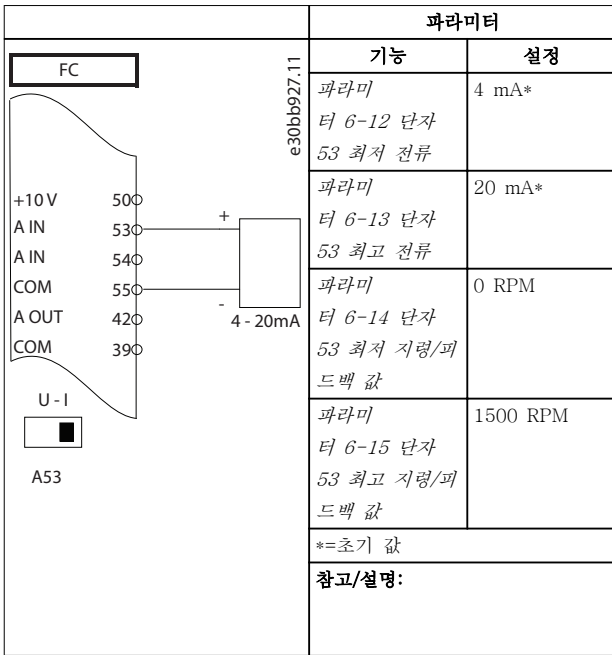 FC
e30bb927.11
+10 V 50
A IN 53
A IN 54
COM 55
A OUT 42
COM 39
+
-
4 - 20mA
U - I
A53
파라미터
기능 설정
파라미
터 6-12 단자
53 최저 전류
4 mA*
파라미
터 6-13 단자
53 최고 전류
20 mA*
파라미
터 6-14 단자
53 최저 지령/피
드백 값
0 RPM
파라미
터 6-15 단자
53 최고 지령/피
드백 값
1500 RPM
*=초기 값
참고/설명: